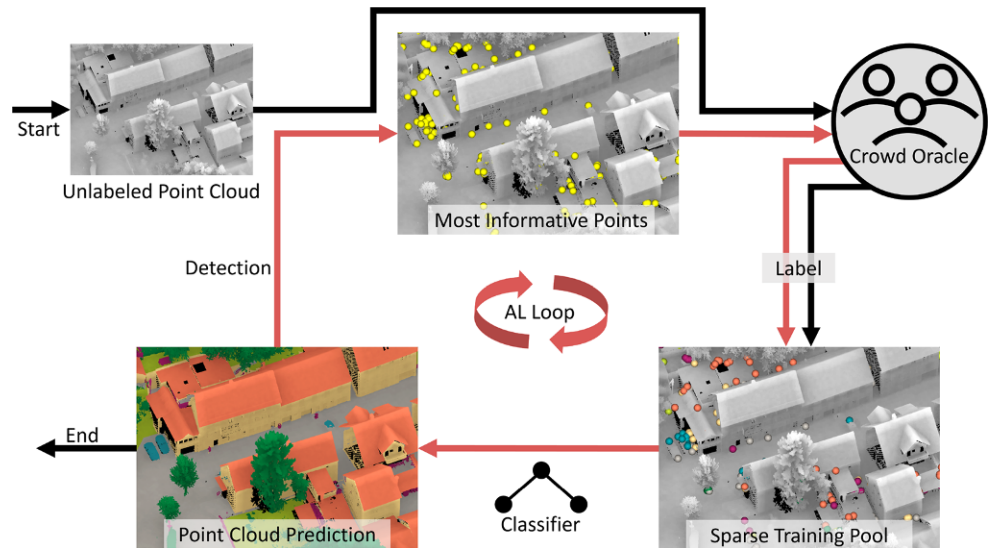 Start
Unlabeled Point Cloud
Most Informative Points
Crowd Oracle
Detection
AL Loop
Label
End
Point Cloud Prediction
Classifier
Sparse Training Pool